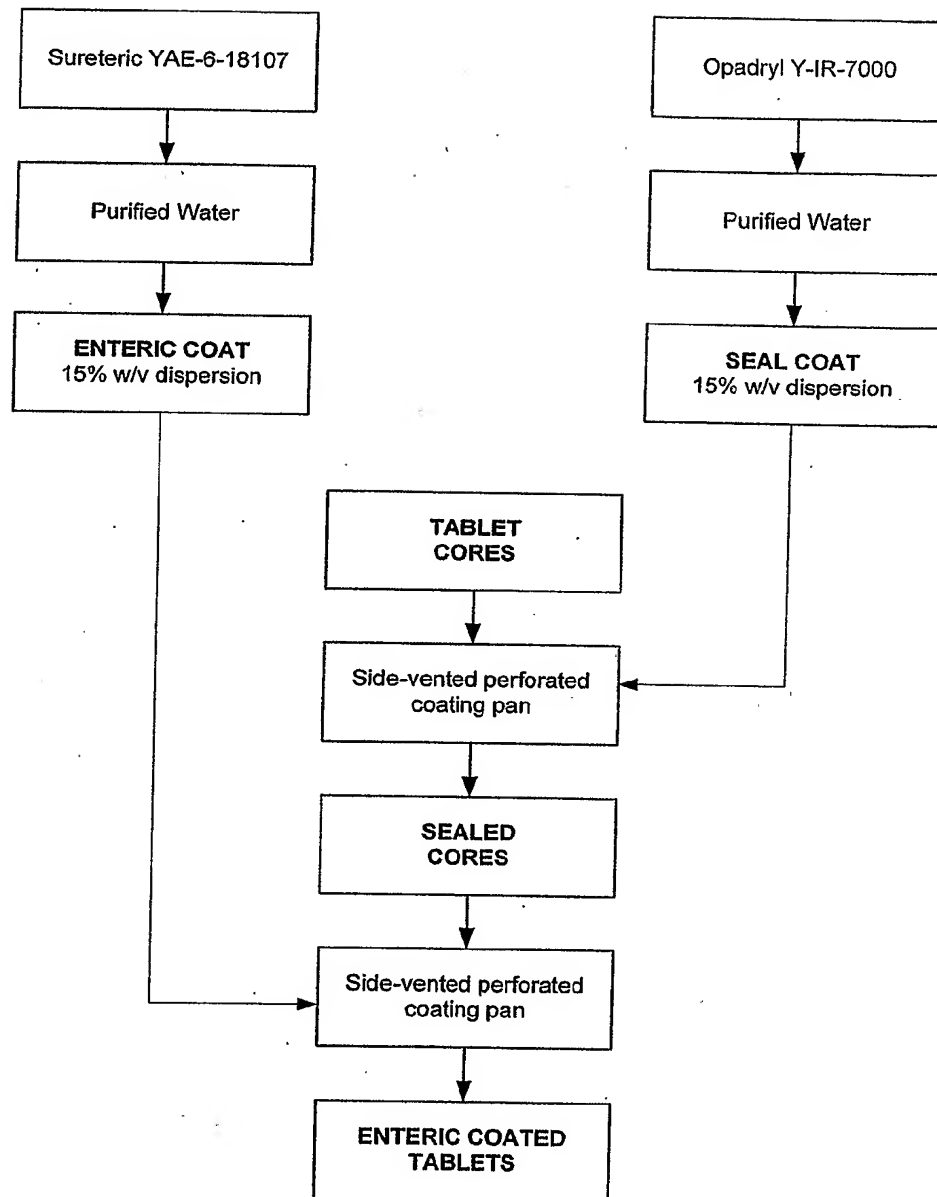 Sureteric YAE-6-18107
Opadryl Y-IR-7000
Purified Water
Purified Water
ENTERIC COAT
15% w/v dispersion
SEAL COAT
15% w/v dispersion
TABLET
CORES
Side-vented perforated
coating pan
SEALED
CORES
Side-vented perforated
coating pan
ENTERIC COATED
TABLETS